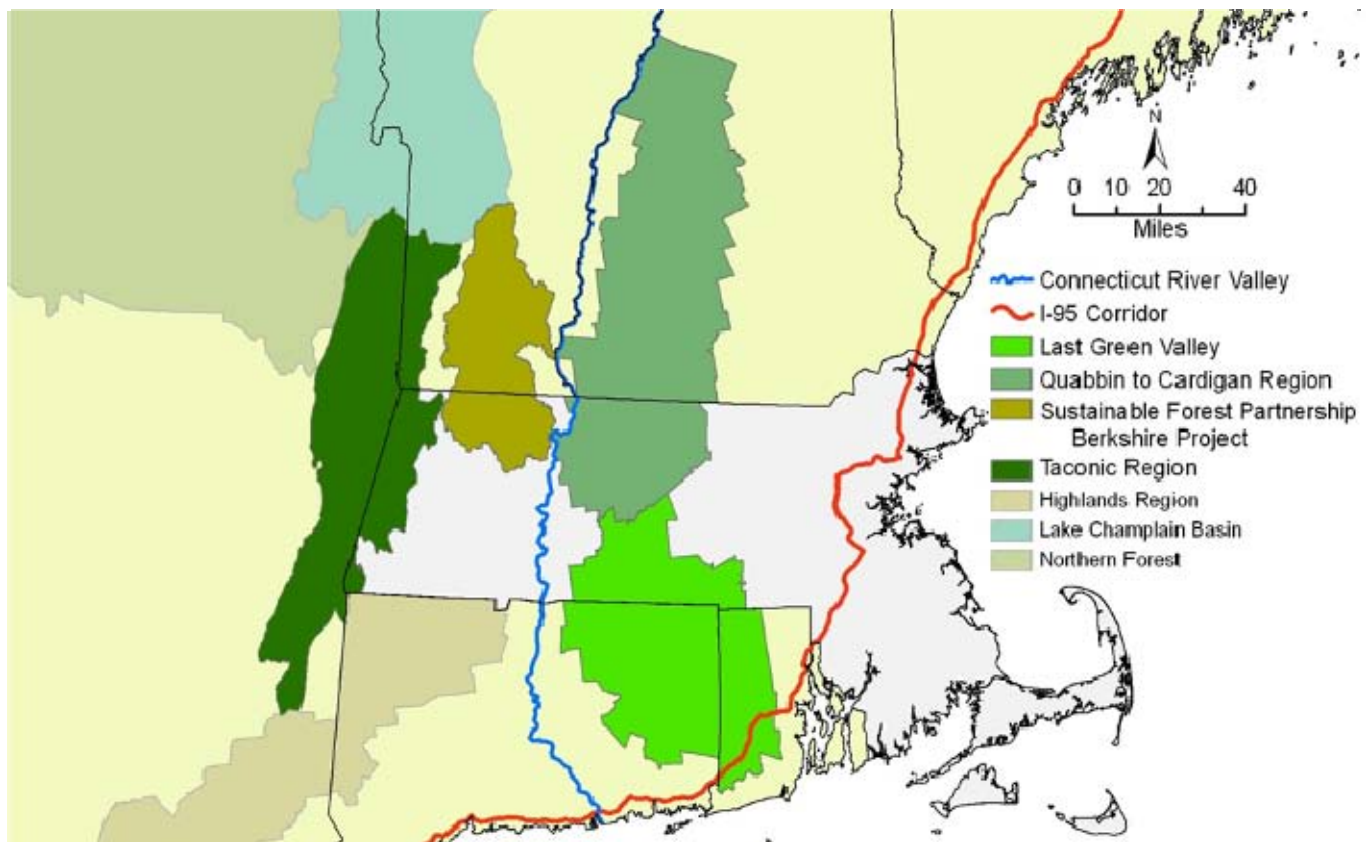 N
0 10 20 40
Miles
Connecticut River Valley
I-95 Corridor
Last Green Valley
Quabbin to Cardigan Region
Sustainable Forest Partnership
Berkshire Project
Taconic Region
Highlands Region
Lake Champlain Basin
Northern Forest